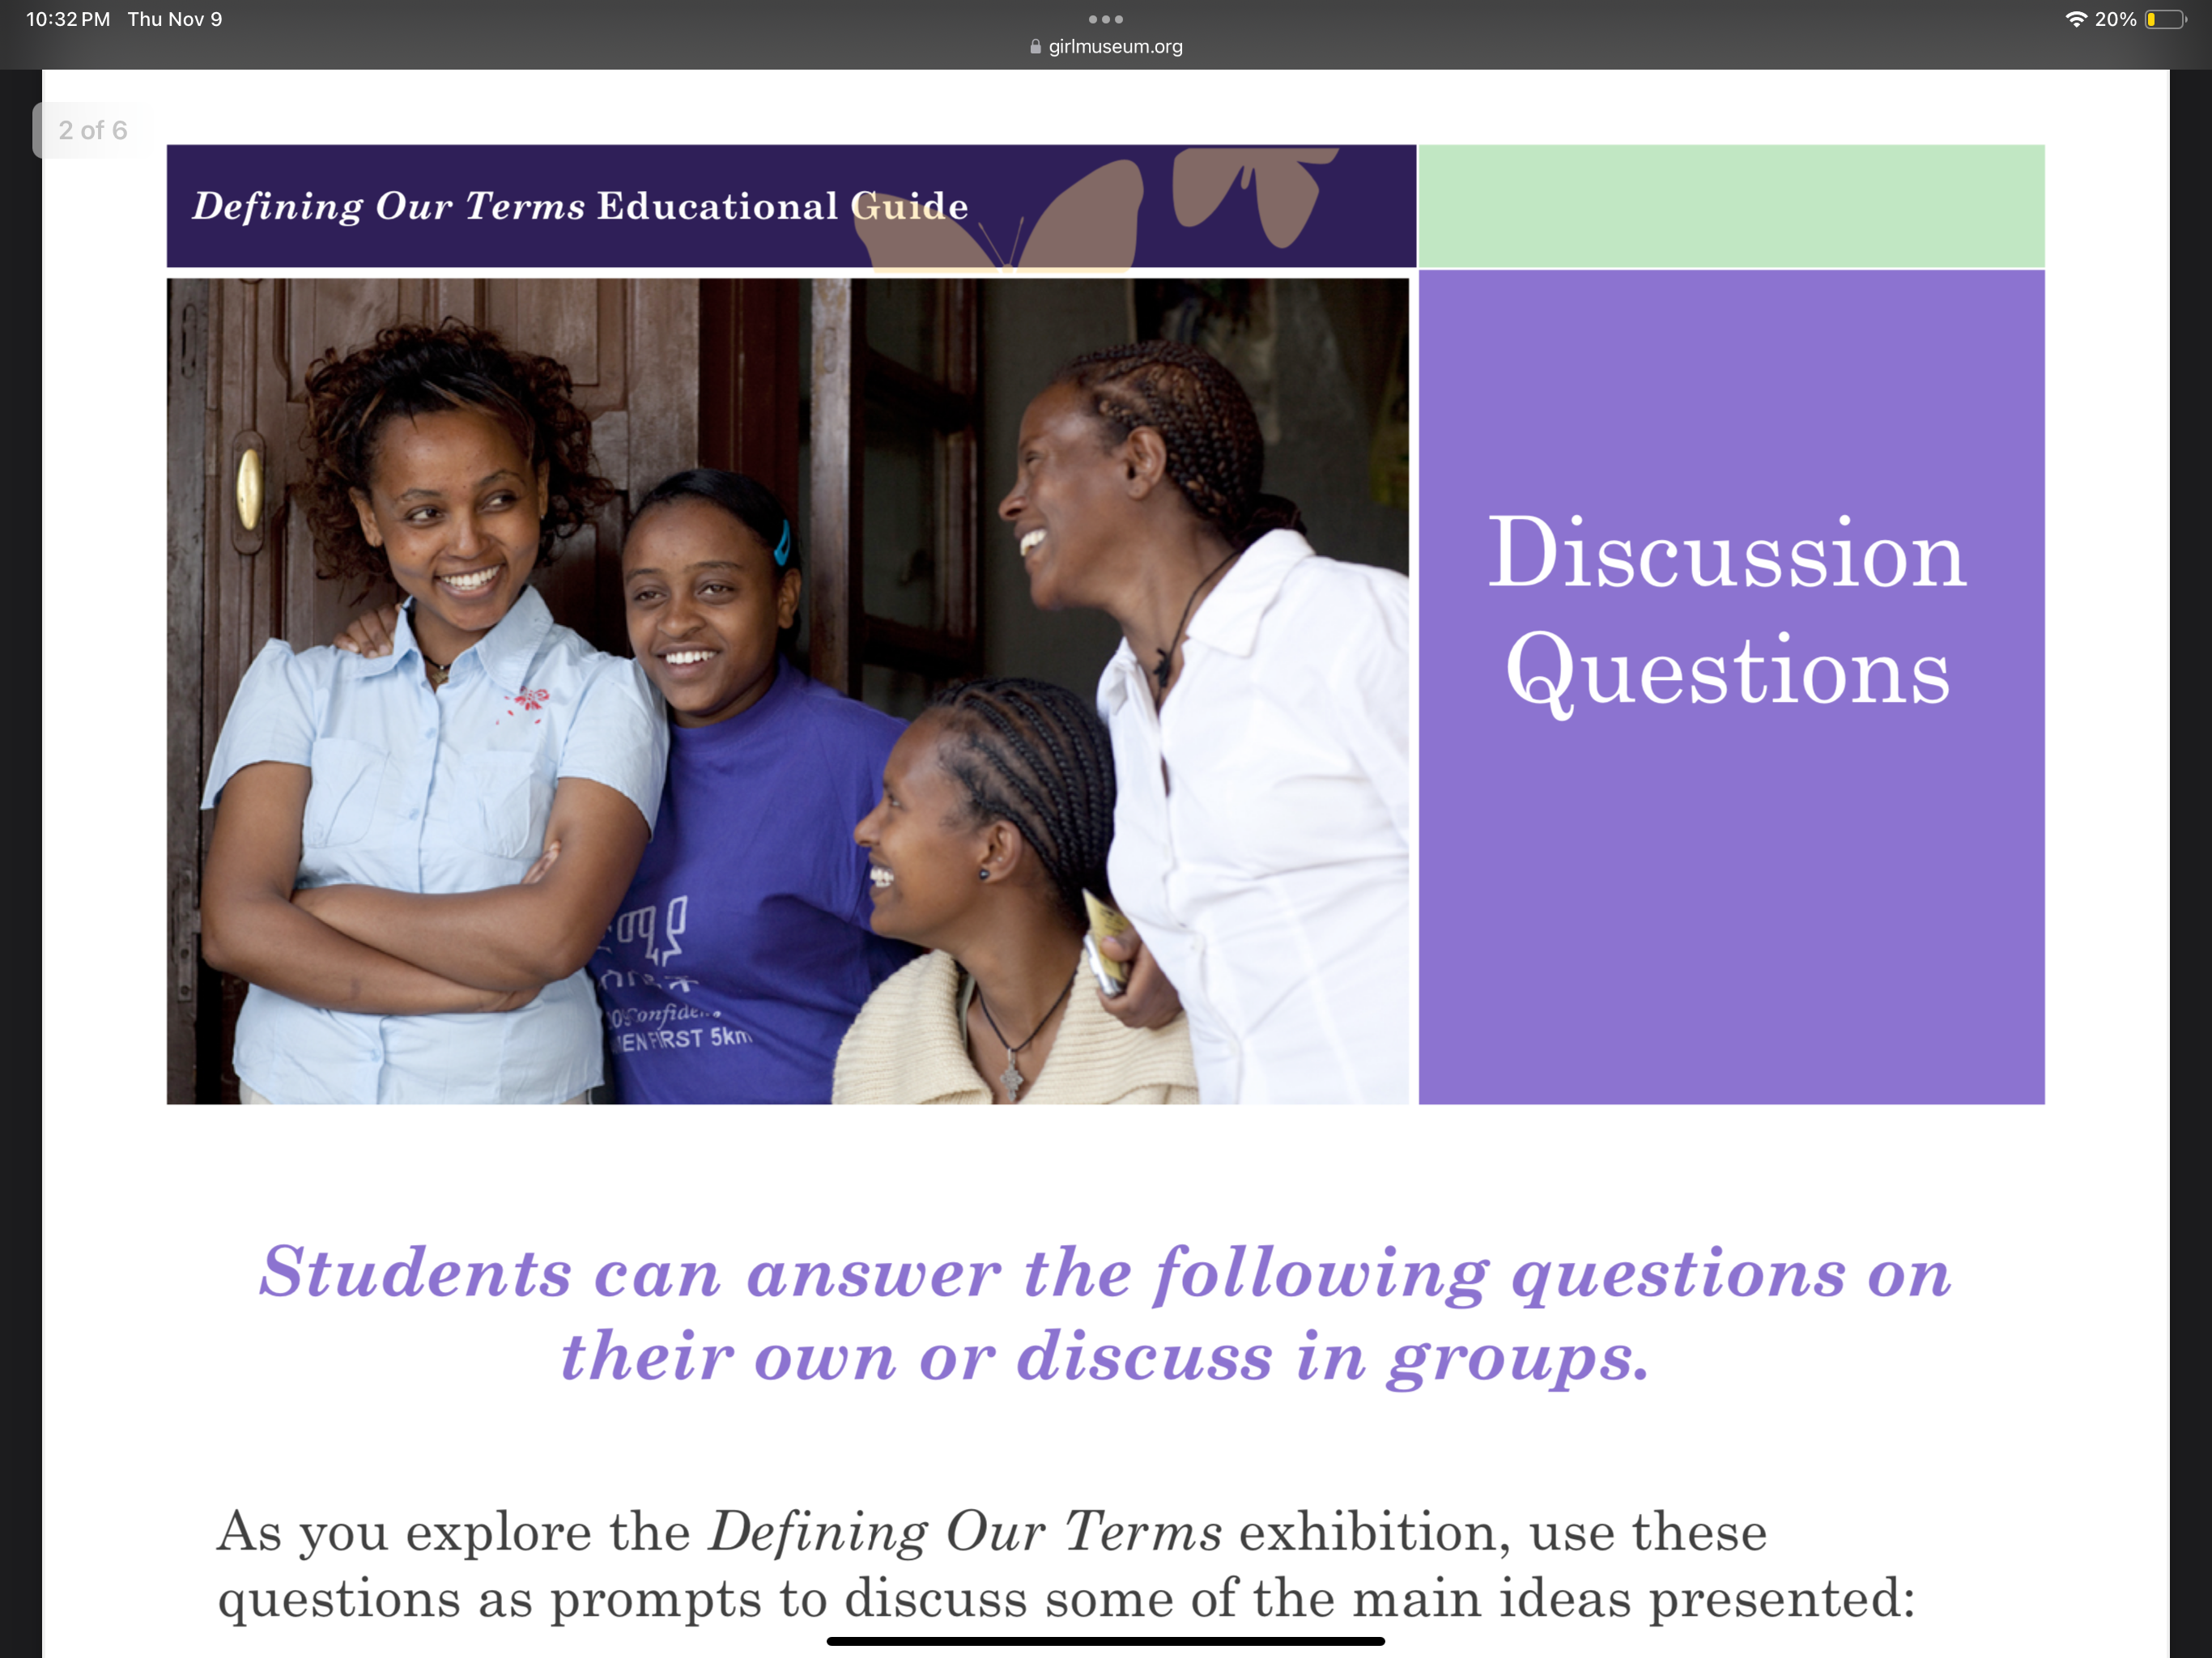 10:32 PM Thu Nov 9
20%
girlmuseum.org
2 of 6
Defining Our Terms Educational Guide
Discussion
Questions
5km
Students can answer the following questions on
their own or discuss in groups.
As you explore the Defining Our Terms exhibition, use these
questions as prompts to discuss some of the main ideas presented: